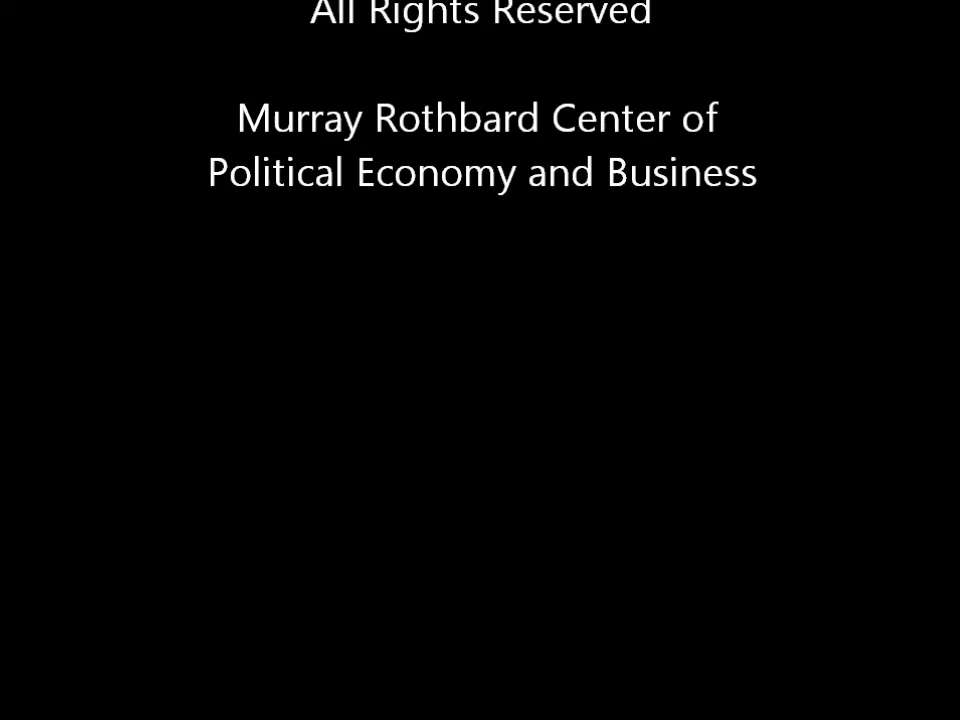 All Rights Reserved
Murray Rothbard Center of
Political Economy and Business